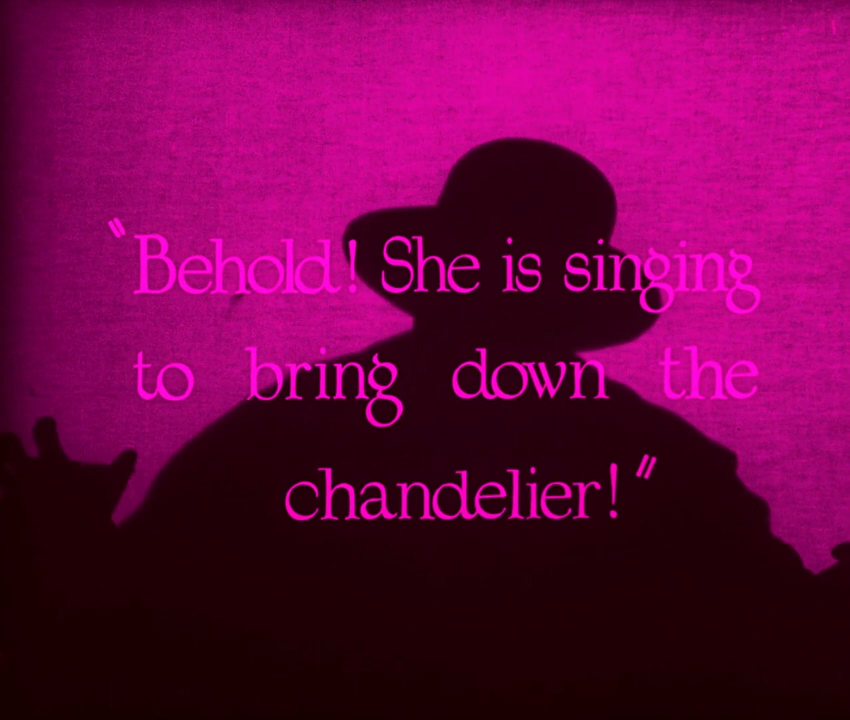 "Behold! She is singing
to bring down the
chandelier!"